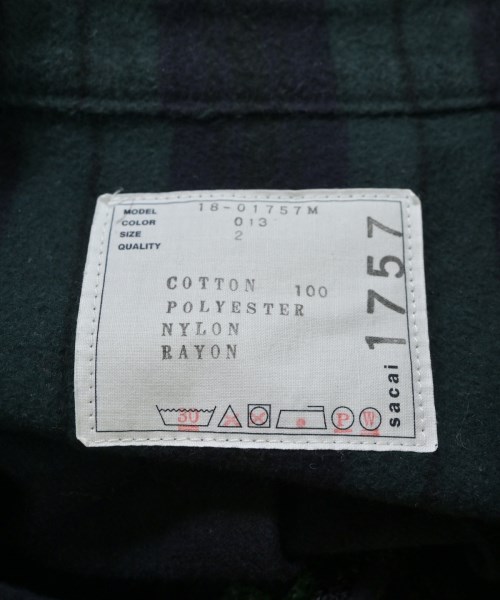 MODEL 18-01757M
COLOR 013
SIZE 2
QUALITY
COTTON 100
POLYESTER
NYLON
RAYON
30 P W
sacai 1757